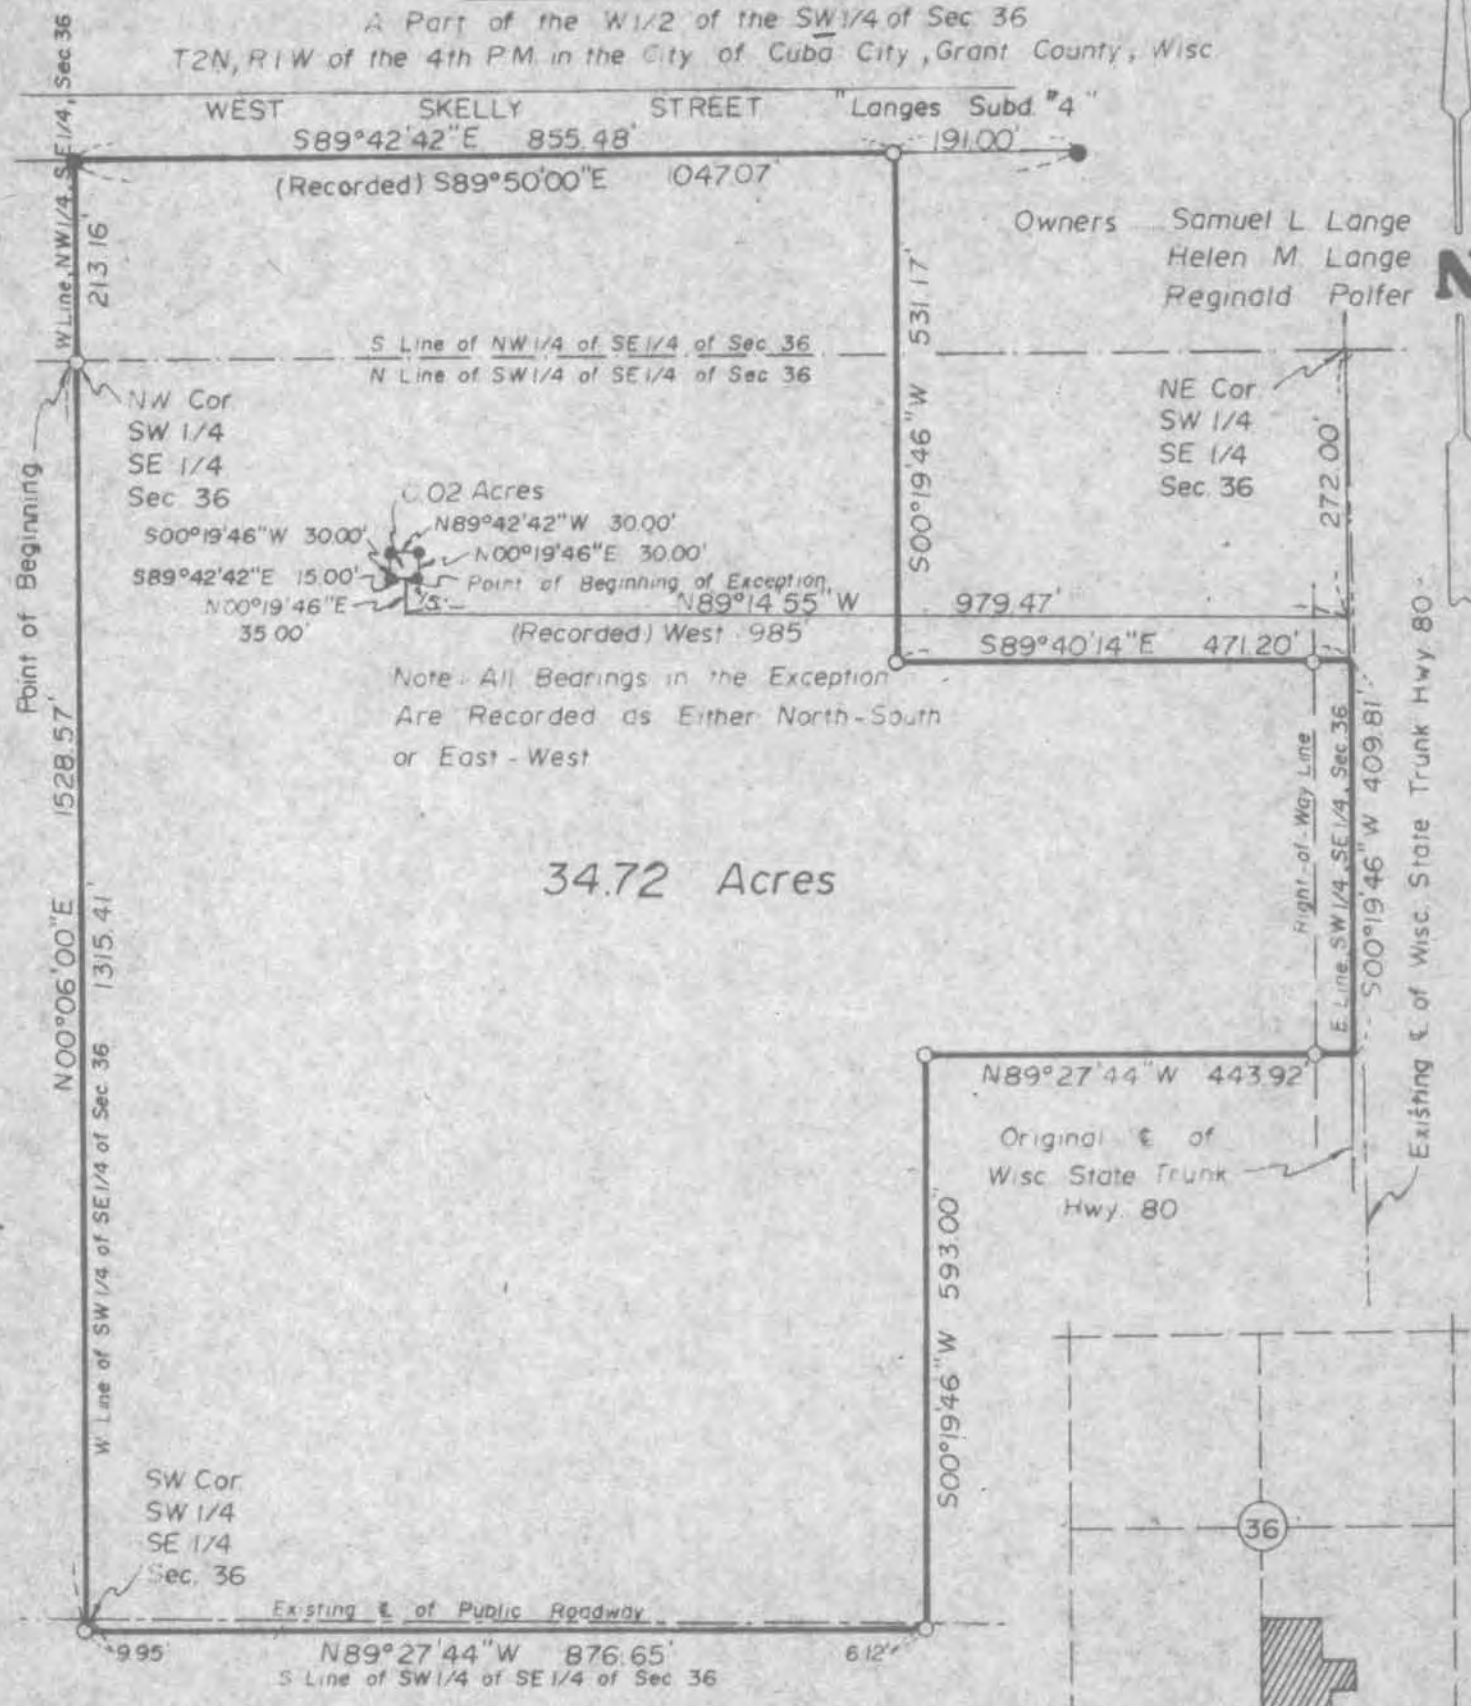 A Part of the W1/2 of the SW1/4 of Sec 36
T2N, R1W of the 4th P.M. in the City of Cuba City, Grant County, Wisc.
WEST SKELLY STREET "Langes Subd. #4"
S89°42'42"E 855.48'
191.00'
(Recorded) S89°50'00"E 1047.07'
W Line, NW1/4, SE1/4, Sec 36
213.16'
Owners Samuel L Lange
Helen M Lange
Reginald Polfer
N
531.17'
S00°19'46"W
S Line of NW1/4 of SE1/4 of Sec 36
N Line of SW1/4 of SE1/4 of Sec 36
NW Cor
SW 1/4
SE 1/4
Sec 36
NE Cor
SW 1/4
SE 1/4
Sec. 36
272.00'
Point of Beginning
0.02 Acres
N89°42'42"W 30.00'
S00°19'46"W 30.00'
N00°19'46"E 30.00'
S89°42'42"E 15.00'
Point of Beginning of Exception
N00°19'46"E
35.00'
15'
N89°14'55"W 979.47'
(Recorded) West 985'
S89°40'14"E 471.20'
Note: All Bearings in the Exception
Are Recorded as Either North-South
or East-West
34.72 Acres
N00°06'00"E 1528.57'
W Line of SW1/4 of SE1/4 of Sec 36 1315.41'
Right-of-Way Line
E Line, SW1/4, SE1/4, Sec.36
S00°19'46"W 409.81'
Existing ℄ of Wisc. State Trunk Hwy 80
N89°27'44"W 443.92'
Original ℄ of
Wisc State Trunk
Hwy. 80
S00°19'46"W 593.00"
SW Cor.
SW 1/4
SE 1/4
Sec. 36
36
Existing ℄ of Public Roadway
9.95'
N89°27'44"W 876.65'
6.12'
S Line of SW1/4 of SE1/4 of Sec 36